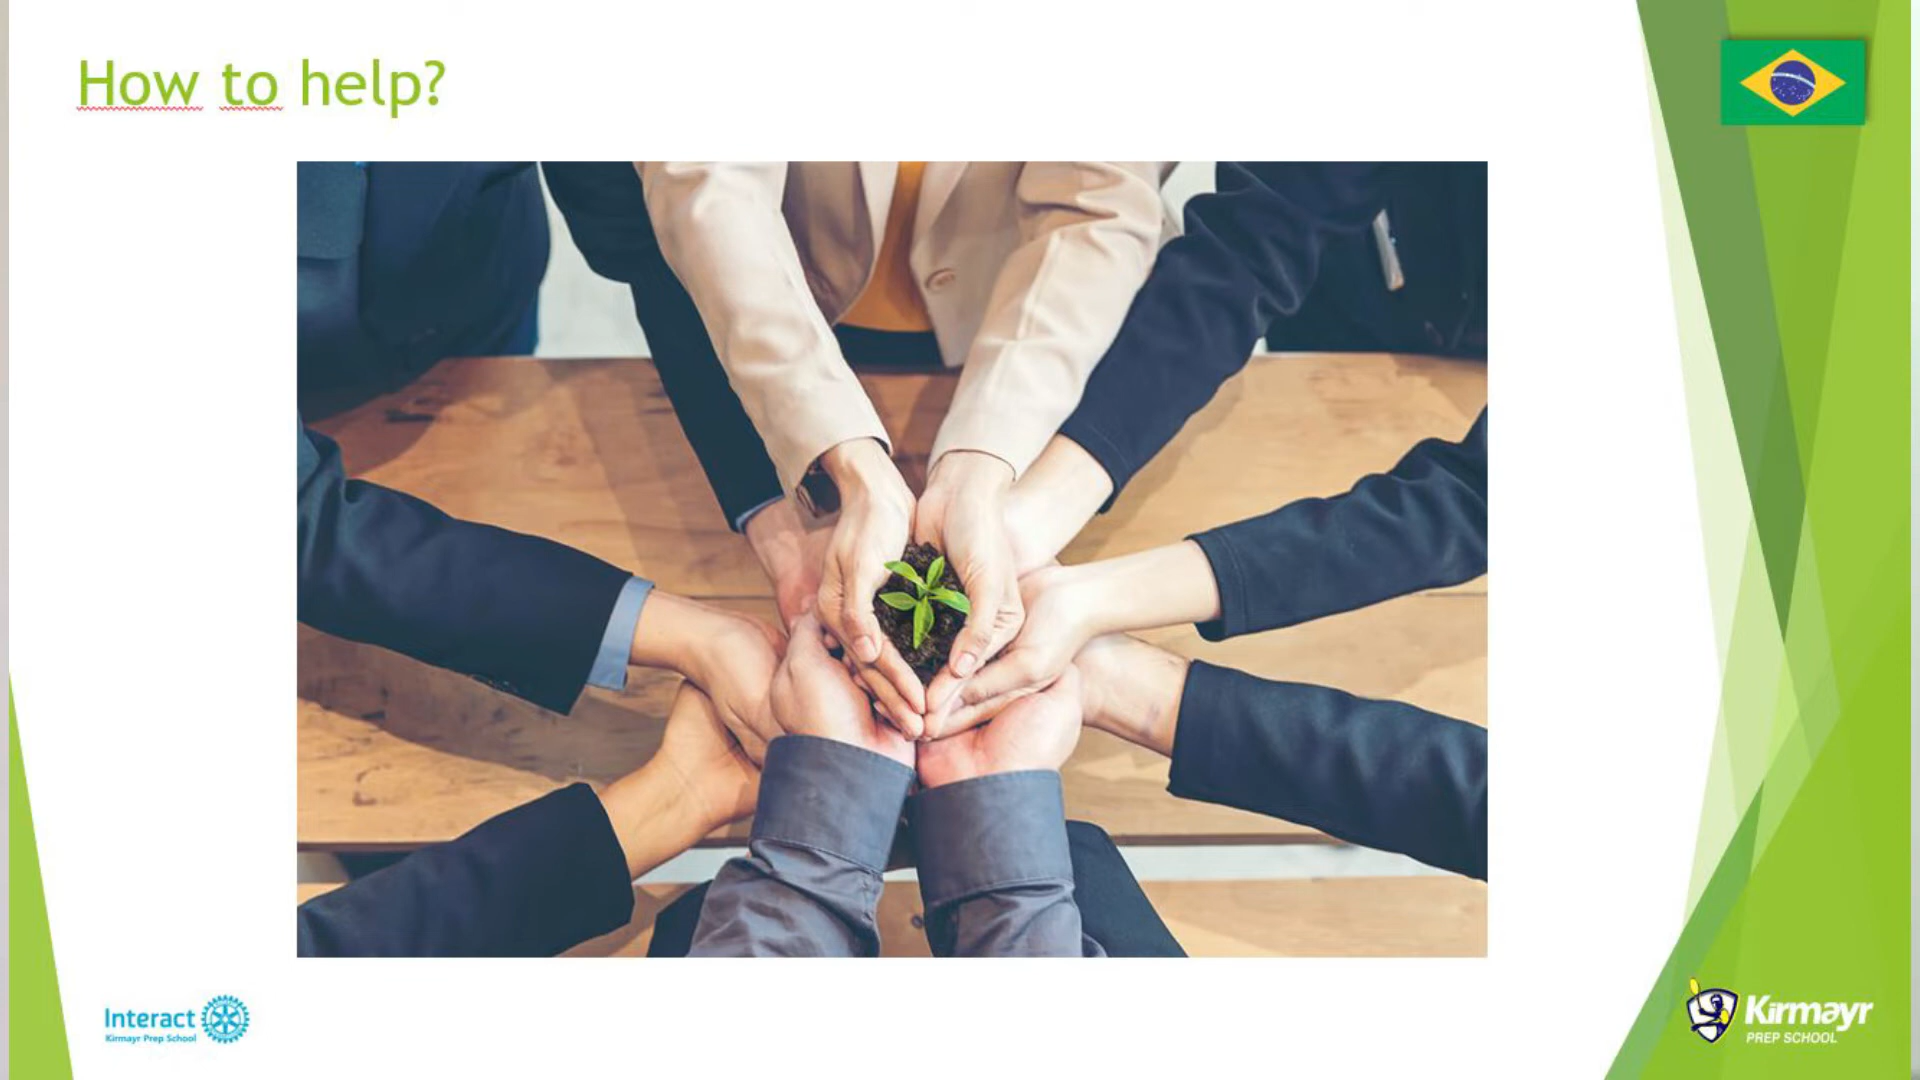 How to help?
Interact
Kirmayr Prep School
Kirmayr
PREP SCHOOL